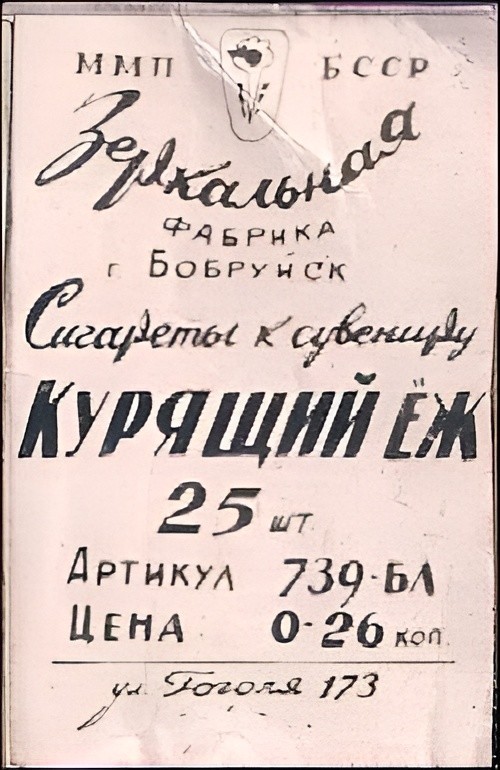 ММП БССР
Зеркальная
ФАБРИКА
г БОБРУЙСК
Сигареты к сувениру
КУРЯЩИЙ ЁЖ
25 шт
АРТИКУЛ 739-БЛ
ЦЕНА 0-26 коп
ул Гоголя 173